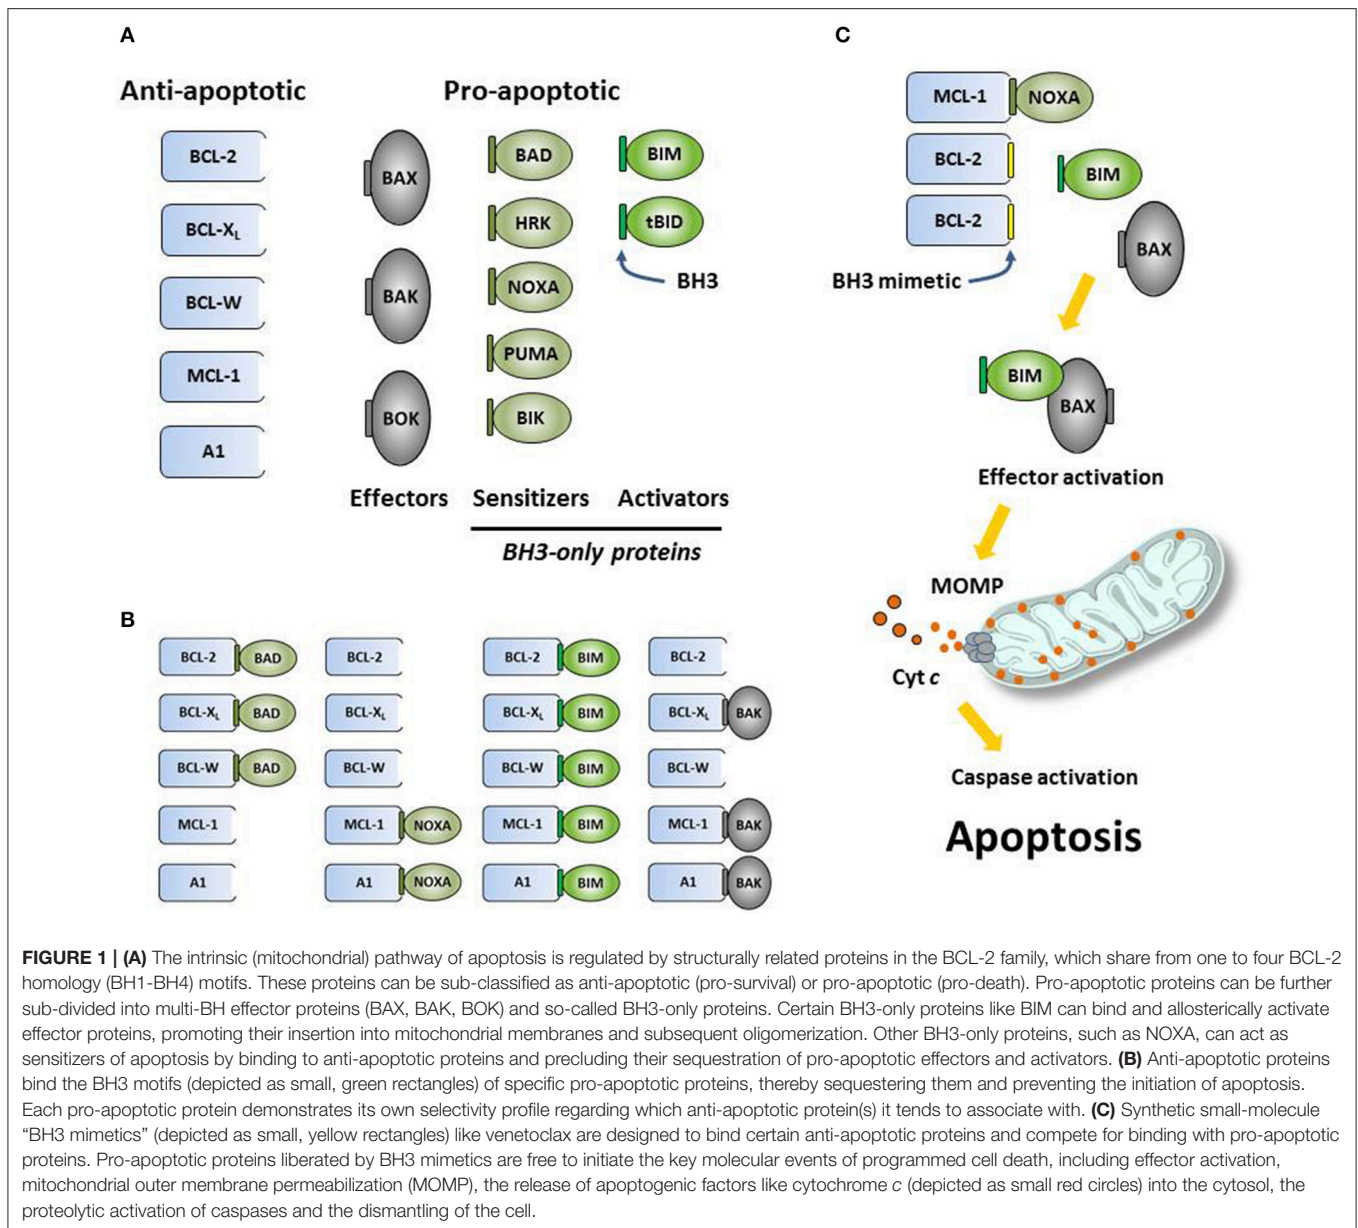 A
Anti-apoptotic
Pro-apoptotic
BCL-2
BCL-XL
BCL-W
MCL-1
A1
BAX
BAK
BOK
BAD
HRK
NOXA
PUMA
BIK
BIM
tBID
BH3
Effectors
Sensitizers
Activators
BH3-only proteins
B
BCL-2 BAD
BCL-XL BAD
BCL-W BAD
MCL-1
A1
BCL-2
BCL-XL
BCL-W
MCL-1 NOXA
A1 NOXA
BCL-2 BIM
BCL-XL BIM
BCL-W BIM
MCL-1 BIM
A1 BIM
BCL-2
BCL-XL BAK
BCL-W
MCL-1 BAK
A1 BAK
C
MCL-1 NOXA
BCL-2
BIM
BCL-2
BAX
BH3 mimetic
BIM
BAX
Effector activation
MOMP
Cyt c
Caspase activation
Apoptosis
FIGURE 1 | (A) The intrinsic (mitochondrial) pathway of apoptosis is regulated by structurally related proteins in the BCL-2 family, which share from one to four BCL-2
homology (BH1-BH4) motifs. These proteins can be sub-classified as anti-apoptotic (pro-survival) or pro-apoptotic (pro-death). Pro-apoptotic proteins can be further
sub-divided into multi-BH effector proteins (BAX, BAK, BOK) and so-called BH3-only proteins. Certain BH3-only proteins like BIM can bind and allosterically activate
effector proteins, promoting their insertion into mitochondrial membranes and subsequent oligomerization. Other BH3-only proteins, such as NOXA, can act as
sensitizers of apoptosis by binding to anti-apoptotic proteins and precluding their sequestration of pro-apoptotic effectors and activators. (B) Anti-apoptotic proteins
bind the BH3 motifs (depicted as small, green rectangles) of specific pro-apoptotic proteins, thereby sequestering them and preventing the initiation of apoptosis.
Each pro-apoptotic protein demonstrates its own selectivity profile regarding which anti-apoptotic protein(s) it tends to associate with. (C) Synthetic small-molecule
“BH3 mimetics” (depicted as small, yellow rectangles) like venetoclax are designed to bind certain anti-apoptotic proteins and compete for binding with pro-apoptotic
proteins. Pro-apoptotic proteins liberated by BH3 mimetics are free to initiate the key molecular events of programmed cell death, including effector activation,
mitochondrial outer membrane permeabilization (MOMP), the release of apoptogenic factors like cytochrome c (depicted as small red circles) into the cytosol, the
proteolytic activation of caspases and the dismantling of the cell.